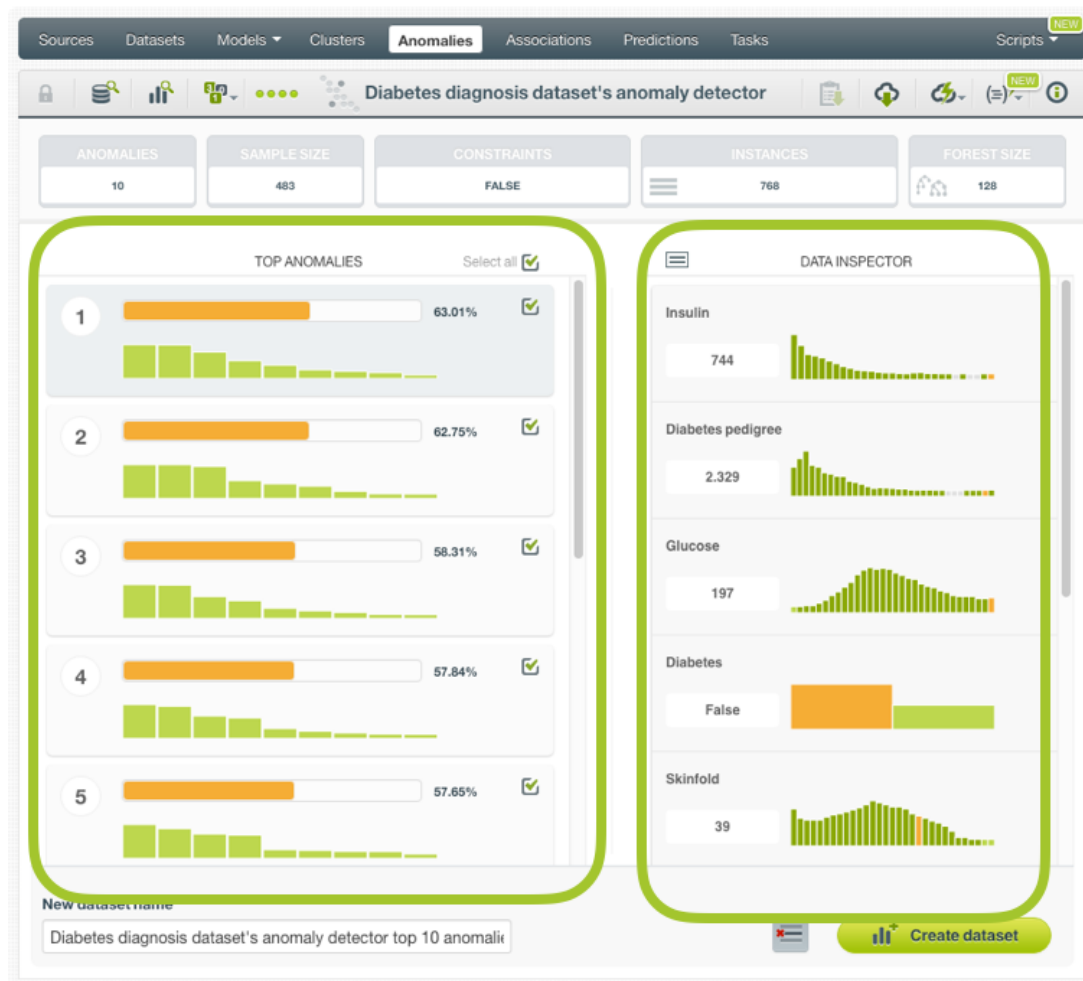 Sources Datasets Models Clusters Anomalies Associations Predictions Tasks Scripts NEW
Diabetes diagnosis dataset's anomaly detector NEW
ANOMALIES SAMPLE SIZE CONSTRAINTS INSTANCES FOREST SIZE
10 483 FALSE 768 128
TOP ANOMALIES Select all
1 63.01%
2 62.75%
3 58.31%
4 57.84%
5 57.65%
DATA INSPECTOR
Insulin
744
Diabetes pedigree
2.329
Glucose
197
Diabetes
False
Skinfold
39
New dataset name
Diabetes diagnosis dataset's anomaly detector top 10 anomalie
Create dataset